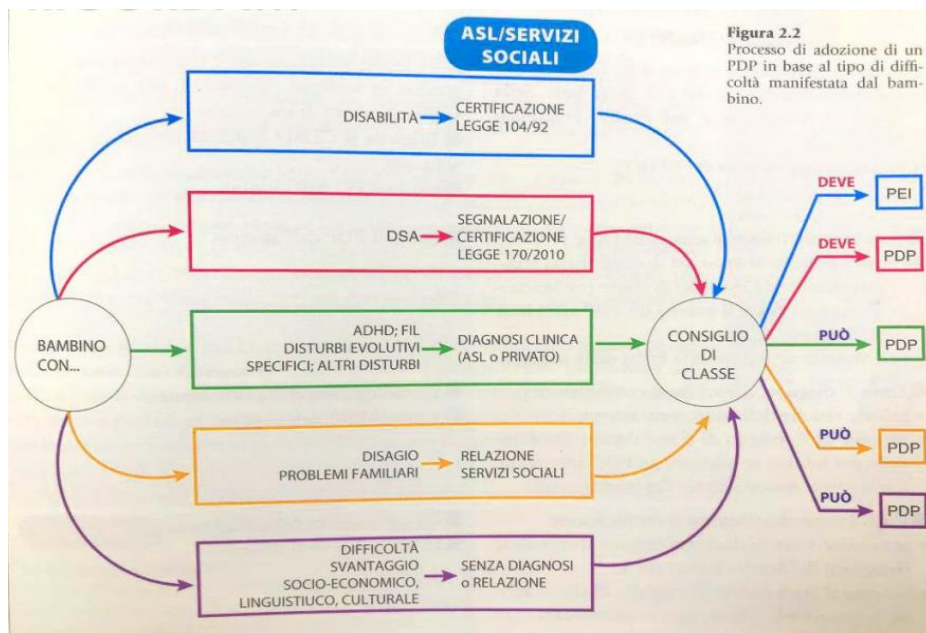 ASL/SERVIZI
SOCIALI
Figura 2.2
Processo di adozione di un
PDP in base al tipo di diffi-
coltà manifestata dal bam-
bino.
BAMBINO
CON...
DISABILITÀ
CERTIFICAZIONE
LEGGE 104/92
DSA
SEGNALAZIONE/
CERTIFICAZIONE
LEGGE 170/2010
ADHD; FIL
DISTURBI EVOLUTIVI
SPECIFICI; ALTRI DISTURBI
DIAGNOSI CLINICA
(ASL o PRIVATO)
DISAGIO
PROBLEMI FAMILIARI
RELAZIONE
SERVIZI SOCIALI
DIFFICOLTÀ
SVANTAGGIO
SOCIO-ECONOMICO,
LINGUISTIUCO, CULTURALE
SENZA DIAGNOSI
o RELAZIONE
CONSIGLIO
DI
CLASSE
DEVE
PEI
DEVE
PDP
PUÒ
PDP
PUÒ
PDP
PUÒ
PDP